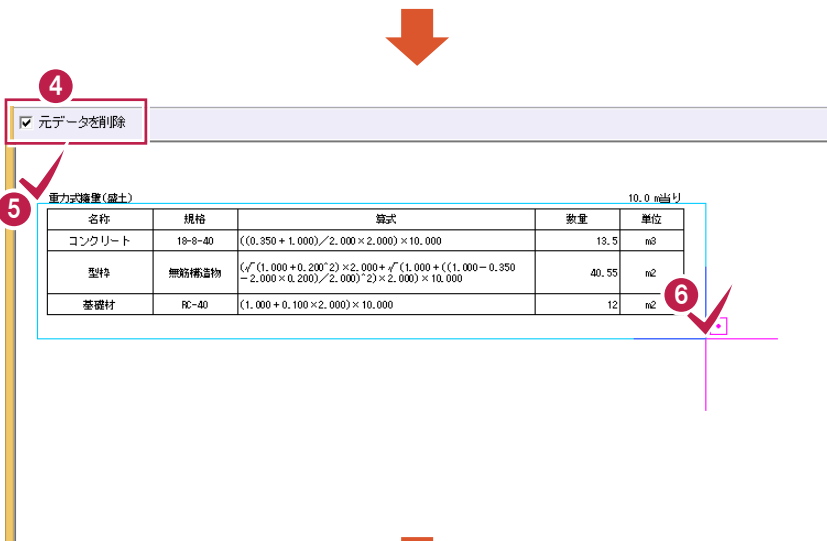 4
元データを削除
5
重力式擁壁(盛土) 10.0 m当り
名称 規格 算式 数量 単位
コンクリート 18-8-40 ((0.350+1.000)／2.000×2.000)×10.000 13.5 m3
型枠 無筋構造物 (√(1.000+0.200^2)×2.000+√(1.000+((1.000－0.350
－2.000×0.200)／2.000)^2)×2.000)×10.000 40.55 m2
基礎材 RC-40 (1.000+0.100×2.000)×10.000 12 m2
6